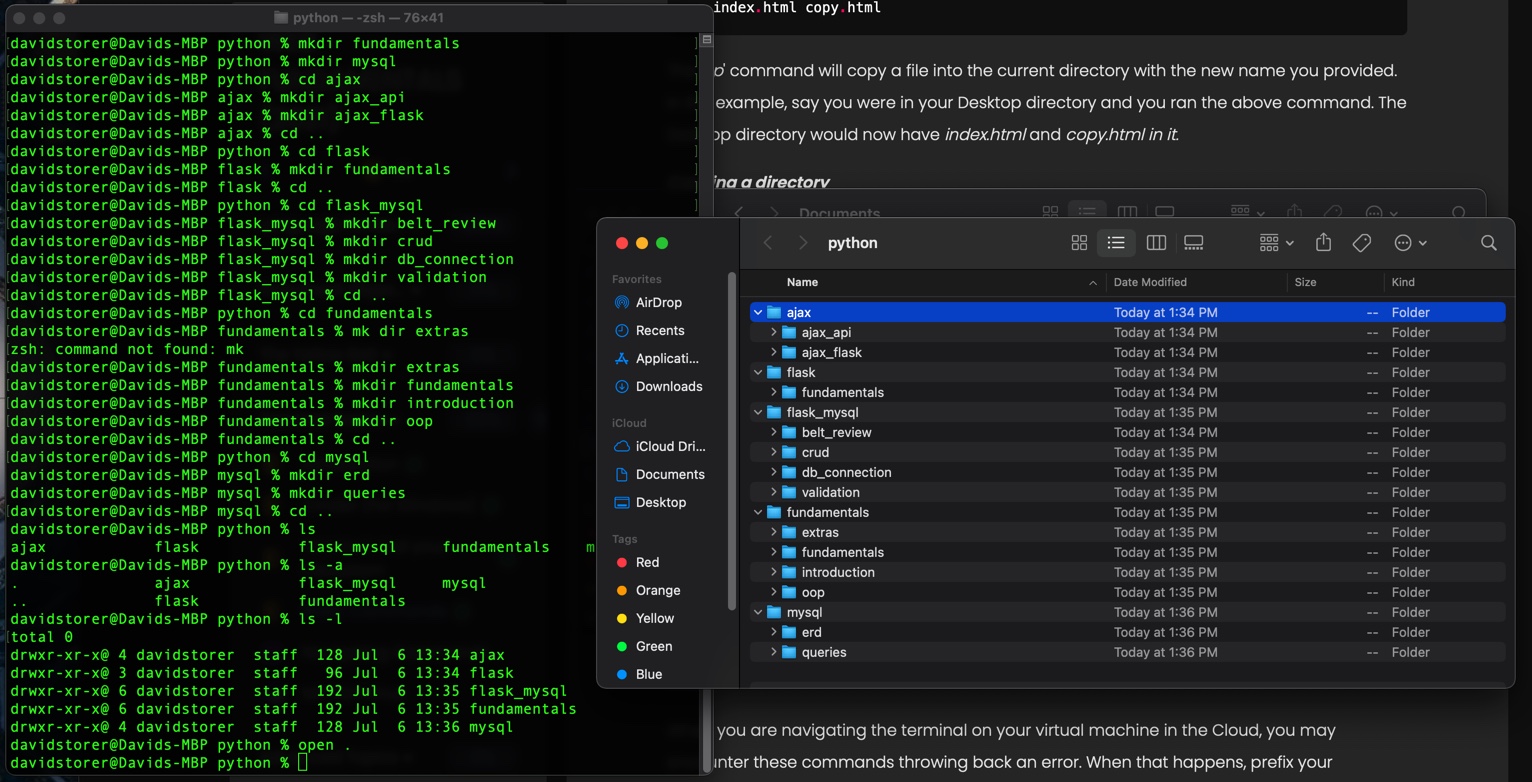 python — -zsh — 76×41
davidstorer@Davids-MBP python % mkdir fundamentals
davidstorer@Davids-MBP python % mkdir mysql
davidstorer@Davids-MBP python % cd ajax
davidstorer@Davids-MBP ajax % mkdir ajax_api
davidstorer@Davids-MBP ajax % mkdir ajax_flask
davidstorer@Davids-MBP ajax % cd ..
davidstorer@Davids-MBP python % cd flask
davidstorer@Davids-MBP flask % mkdir fundamentals
davidstorer@Davids-MBP flask % cd ..
davidstorer@Davids-MBP python % cd flask_mysql
davidstorer@Davids-MBP flask_mysql % mkdir belt_review
davidstorer@Davids-MBP flask_mysql % mkdir crud
davidstorer@Davids-MBP flask_mysql % mkdir db_connection
davidstorer@Davids-MBP flask_mysql % mkdir validation
davidstorer@Davids-MBP flask_mysql % cd ..
davidstorer@Davids-MBP python % cd fundamentals
davidstorer@Davids-MBP fundamentals % mk dir extras
zsh: command not found: mk
davidstorer@Davids-MBP fundamentals % mkdir extras
davidstorer@Davids-MBP fundamentals % mkdir fundamentals
davidstorer@Davids-MBP fundamentals % mkdir introduction
davidstorer@Davids-MBP fundamentals % mkdir oop
davidstorer@Davids-MBP fundamentals % cd ..
davidstorer@Davids-MBP python % cd mysql
davidstorer@Davids-MBP mysql % mkdir erd
davidstorer@Davids-MBP mysql % mkdir queries
davidstorer@Davids-MBP mysql % cd ..
davidstorer@Davids-MBP python % ls
ajax flask flask_mysql fundamentals m
davidstorer@Davids-MBP python % ls -a
. ajax flask_mysql mysql
.. flask fundamentals
davidstorer@Davids-MBP python % ls -l
total 0
drwxr-xr-x@ 4 davidstorer staff 128 Jul 6 13:34 ajax
drwxr-xr-x@ 3 davidstorer staff 96 Jul 6 13:34 flask
drwxr-xr-x@ 6 davidstorer staff 192 Jul 6 13:35 flask_mysql
drwxr-xr-x@ 6 davidstorer staff 192 Jul 6 13:35 fundamentals
drwxr-xr-x@ 4 davidstorer staff 128 Jul 6 13:36 mysql
davidstorer@Davids-MBP python % open .
davidstorer@Davids-MBP python %
index.html copy.html
p' command will copy a file into the current directory with the new name you provided.
example, say you were in your Desktop directory and you ran the above command. The
op directory would now have index.html and copy.html in it.
ing a directory
Documents
python
Favorites
AirDrop
Recents
Applicati...
Downloads
iCloud
iCloud Dri...
Documents
Desktop
Tags
Red
Orange
Yellow
Green
Blue
Name Date Modified Size Kind
ajax Today at 1:34 PM -- Folder
ajax_api Today at 1:34 PM -- Folder
ajax_flask Today at 1:34 PM -- Folder
flask Today at 1:34 PM -- Folder
fundamentals Today at 1:34 PM -- Folder
flask_mysql Today at 1:35 PM -- Folder
belt_review Today at 1:34 PM -- Folder
crud Today at 1:35 PM -- Folder
db_connection Today at 1:35 PM -- Folder
validation Today at 1:35 PM -- Folder
fundamentals Today at 1:35 PM -- Folder
extras Today at 1:35 PM -- Folder
fundamentals Today at 1:35 PM -- Folder
introduction Today at 1:35 PM -- Folder
oop Today at 1:35 PM -- Folder
mysql Today at 1:36 PM -- Folder
erd Today at 1:36 PM -- Folder
queries Today at 1:36 PM -- Folder
you are navigating the terminal on your virtual machine in the Cloud, you may
unter these commands throwing back an error. When that happens, prefix your